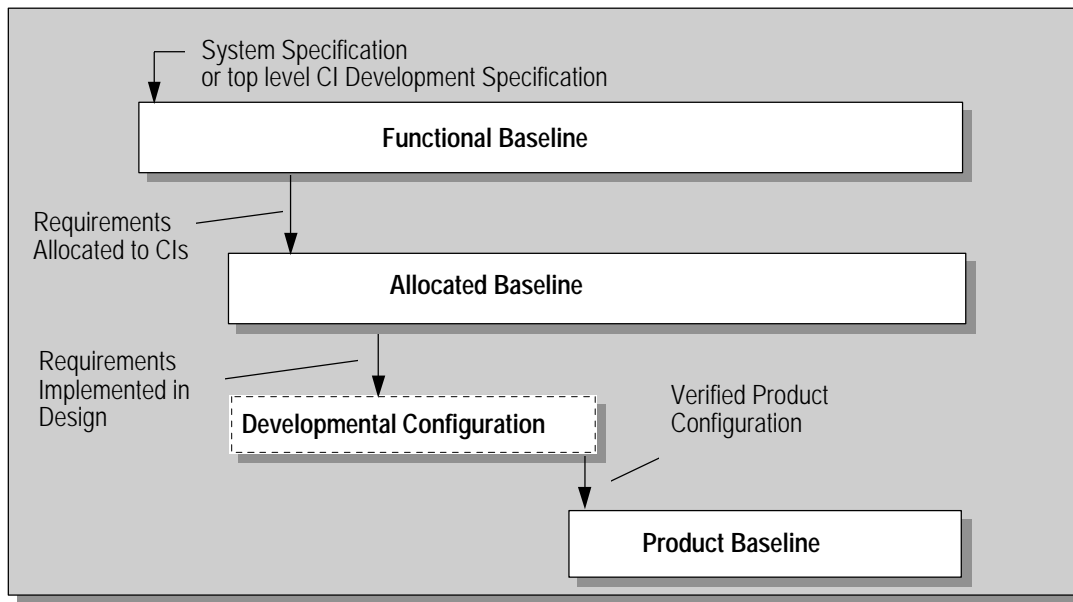 System Specification
or top level CI Development Specification
Functional Baseline
Requirements
Allocated to CIs
Allocated Baseline
Requirements
Implemented in
Design
Developmental Configuration
Verified Product
Configuration
Product Baseline